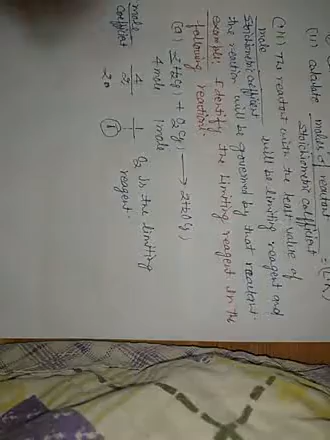 (ii) calculate moles of reactant / stoichiometric coefficient = (LR)
(iii) The reactant with the least value of
mole / stoichiometric coefficient will be limiting reagent and
the reaction will be governed by that reactant.
example: Identify the limiting reagent in the
following reaction:
(a) 2H2(g) + O2(g) → 2H2O(g)
4 mole 1 mole
mole / coefficient 4/2 1/1 O2 is the limiting
2 ① reagent.